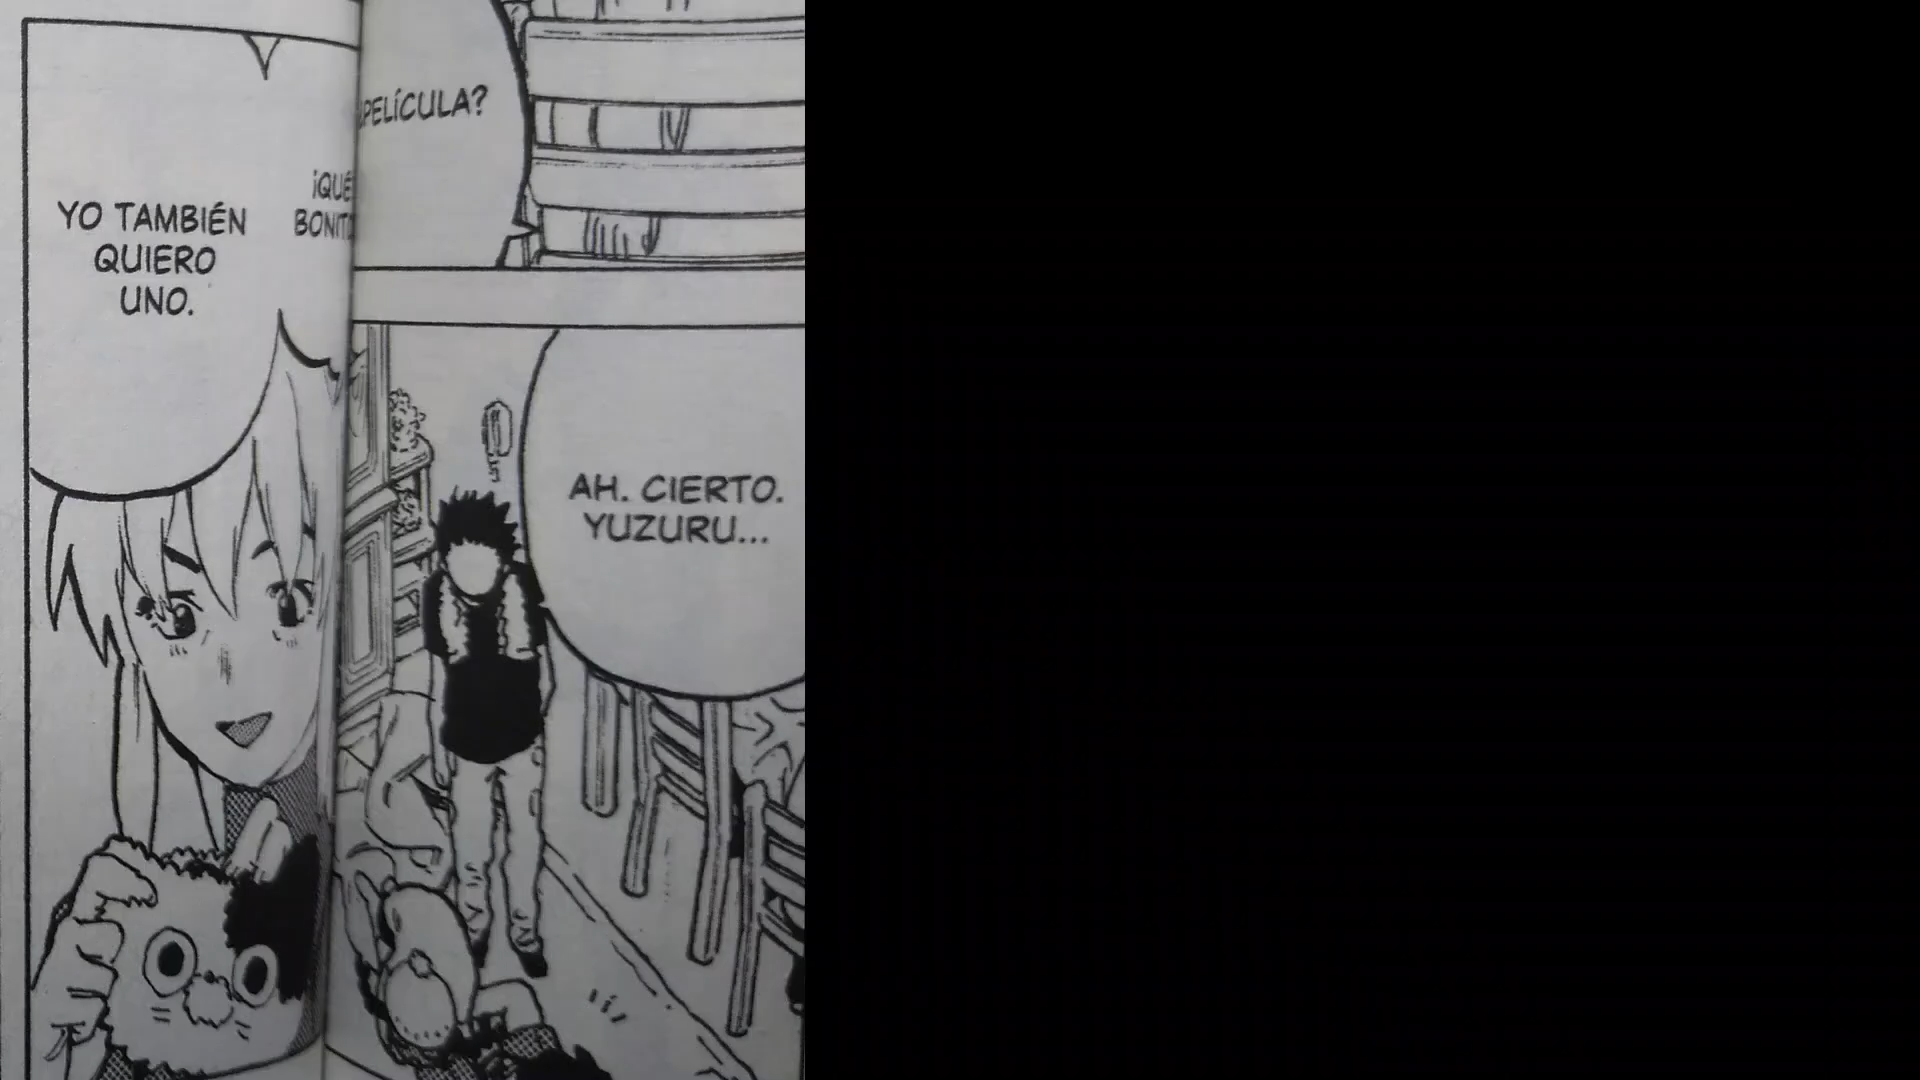 ¿PELÍCULA?
AH. CIERTO.
YUZURU...
¡QUÉ
BONIT
YO TAMBIÉN
QUIERO
UNO.